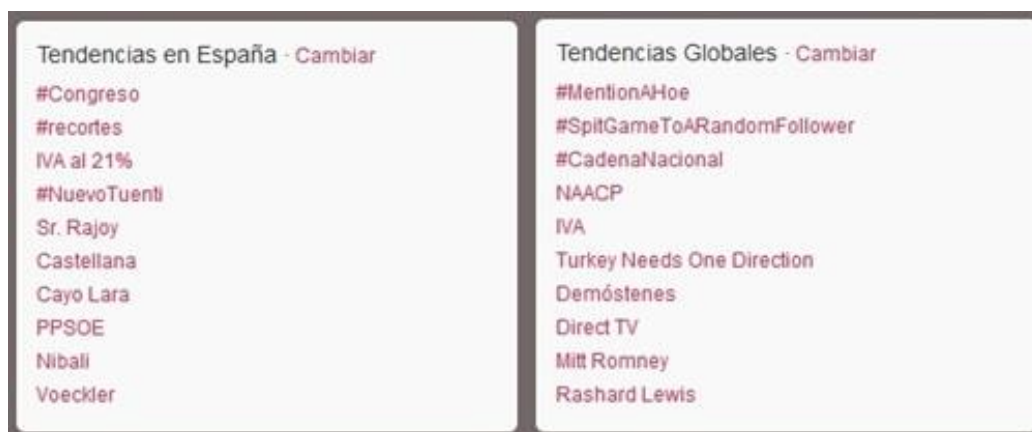 Tendencias en España · Cambiar
#Congreso
#recortes
IVA al 21%
#NuevoTuenti
Sr. Rajoy
Castellana
Cayo Lara
PPSOE
Nibali
Voeckler
Tendencias Globales · Cambiar
#MentionAHoe
#SpitGameToARandomFollower
#CadenaNacional
NAACP
IVA
Turkey Needs One Direction
Demóstenes
Direct TV
Mitt Romney
Rashard Lewis